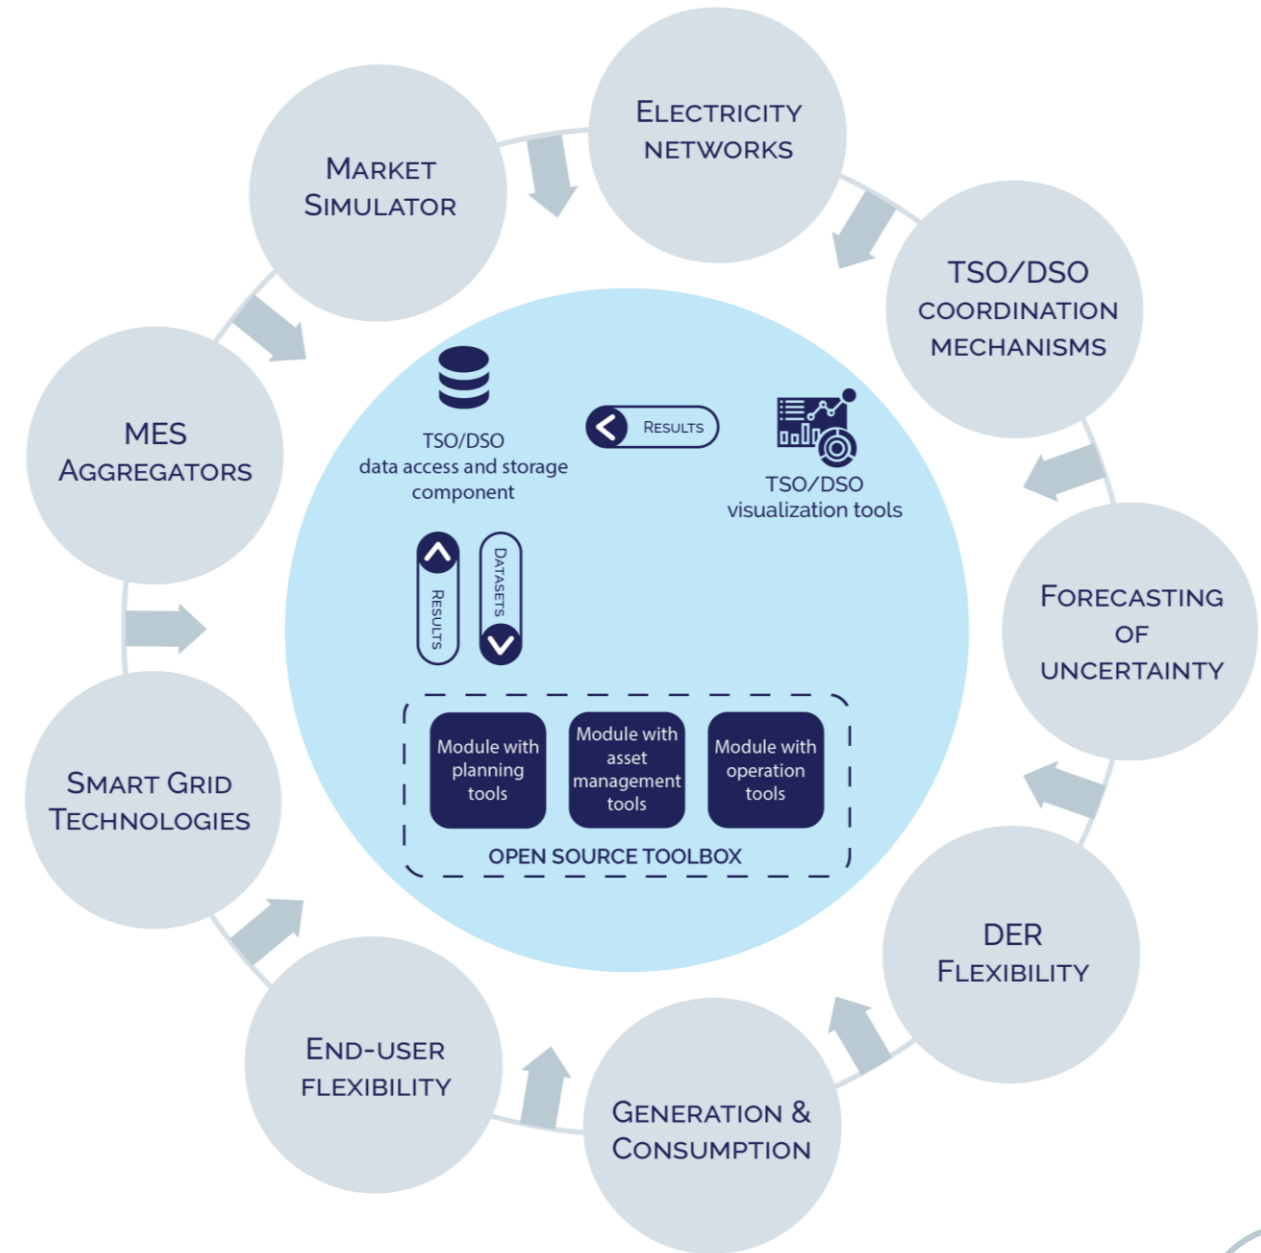 ELECTRICITY
NETWORKS
MARKET
SIMULATOR
TSO/DSO
COORDINATION
MECHANISMS
MES
AGGREGATORS
FORECASTING
OF
UNCERTAINTY
SMART GRID
TECHNOLOGIES
DER
FLEXIBILITY
END-USER
FLEXIBILITY
GENERATION &
CONSUMPTION
TSO/DSO
data access and storage
component
RESULTS
TSO/DSO
visualization tools
RESULTS
DATASETS
Module with
planning
tools
Module with
asset
management
tools
Module with
operation
tools
OPEN SOURCE TOOLBOX